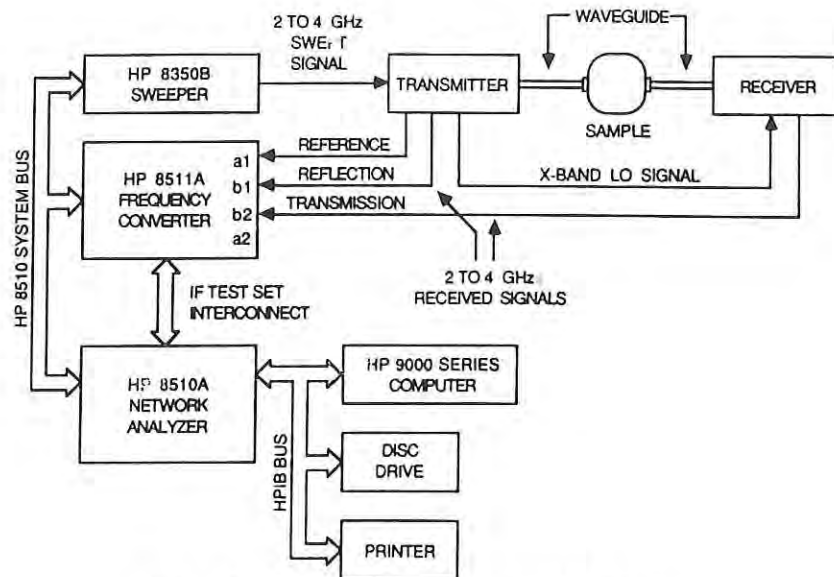 2 TO 4 GHz
SIGNAL
WAVEGUIDE
HP 8350B
SWEEPER
TRANSMITTER
RECEIVER
SAMPLE
HP 8511A
FREQUENCY
CONVERTER
a1
b1
b2
a2
REFERENCE
REFLECTION
TRANSMISSION
X-BAND LO SIGNAL
2 TO 4 GHz
RECEIVED SIGNALS
HP 8510 SYSTEM BUS
IF TEST SET
INTERCONNECT
HP 8510A
NETWORK
ANALYZER
HPIB BUS
HP 9000 SERIES
COMPUTER
DISC
DRIVE
PRINTER